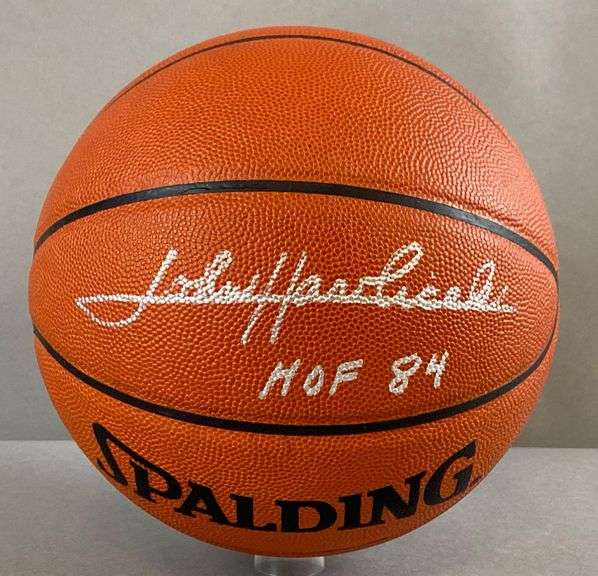 John Havlicek
HOF 84
SPALDING